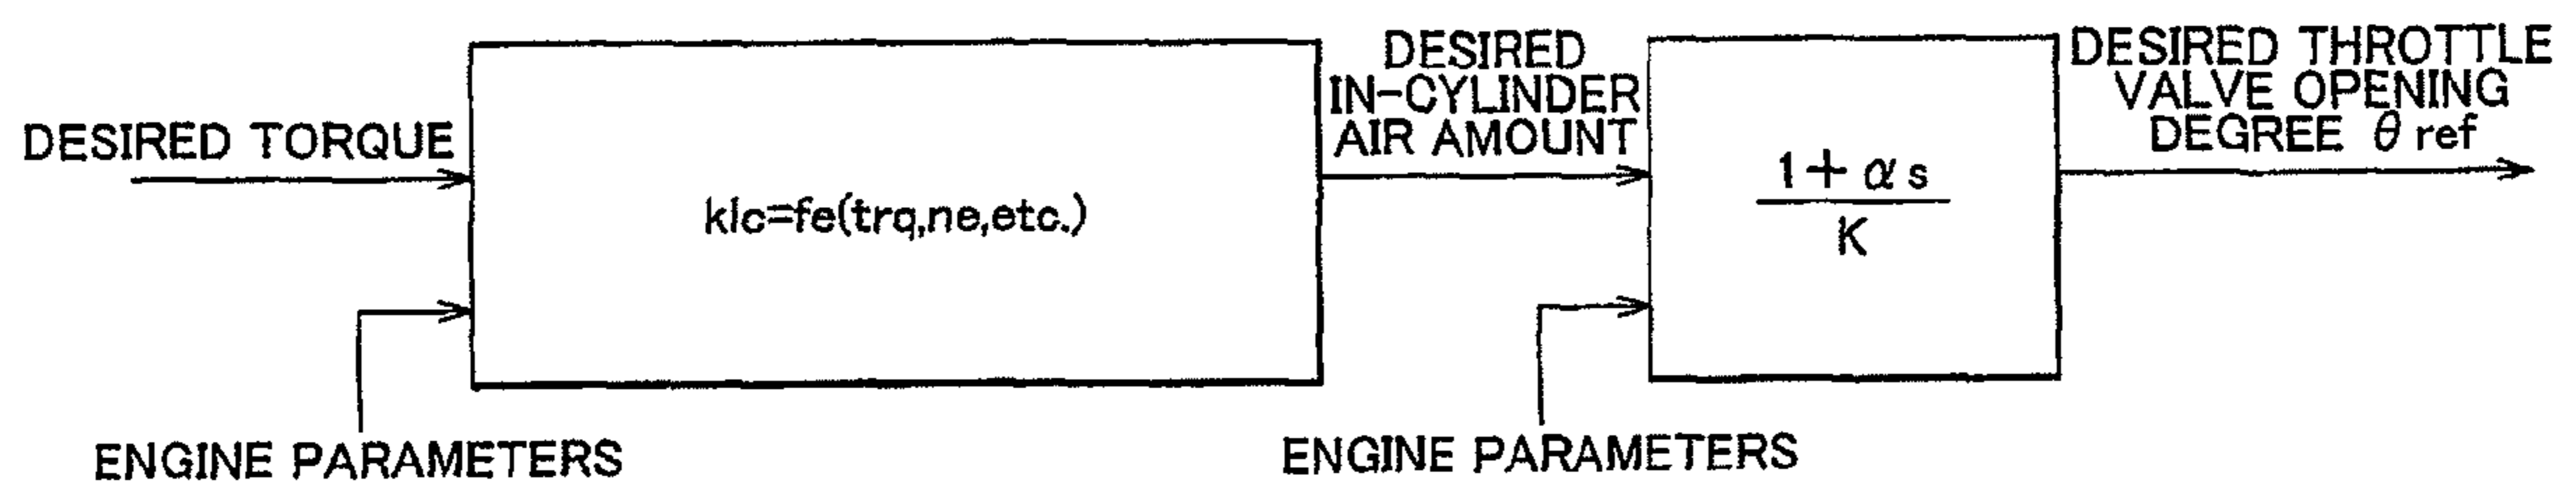 DESIRED TORQUE
ENGINE PARAMETERS
klc=fe(trq,ne,etc.)
DESIRED
IN-CYLINDER
AIR AMOUNT
ENGINE PARAMETERS
1+αs
K
DESIRED THROTTLE
VALVE OPENING
DEGREE θref